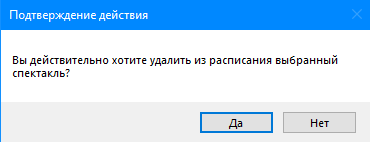 Подтверждение действия
Вы действительно хотите удалить из расписания выбранный
спектакль?
Да
Нет